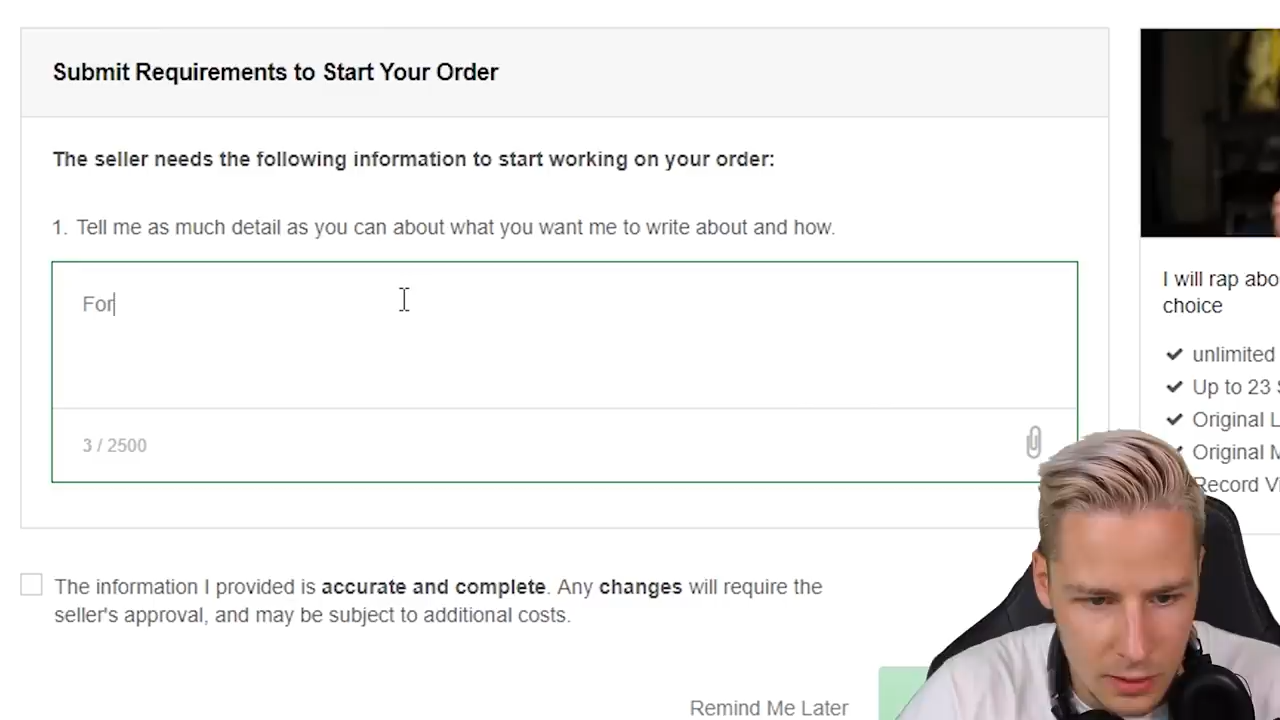 Submit Requirements to Start Your Order
The seller needs the following information to start working on your order:
1. Tell me as much detail as you can about what you want me to write about and how.
For
3 / 2500
The information I provided is accurate and complete. Any changes will require the
seller's approval, and may be subject to additional costs.
Remind Me Later
I will rap abo
choice
unlimited
Up to 23 S
Original L
Original M
Record Vi